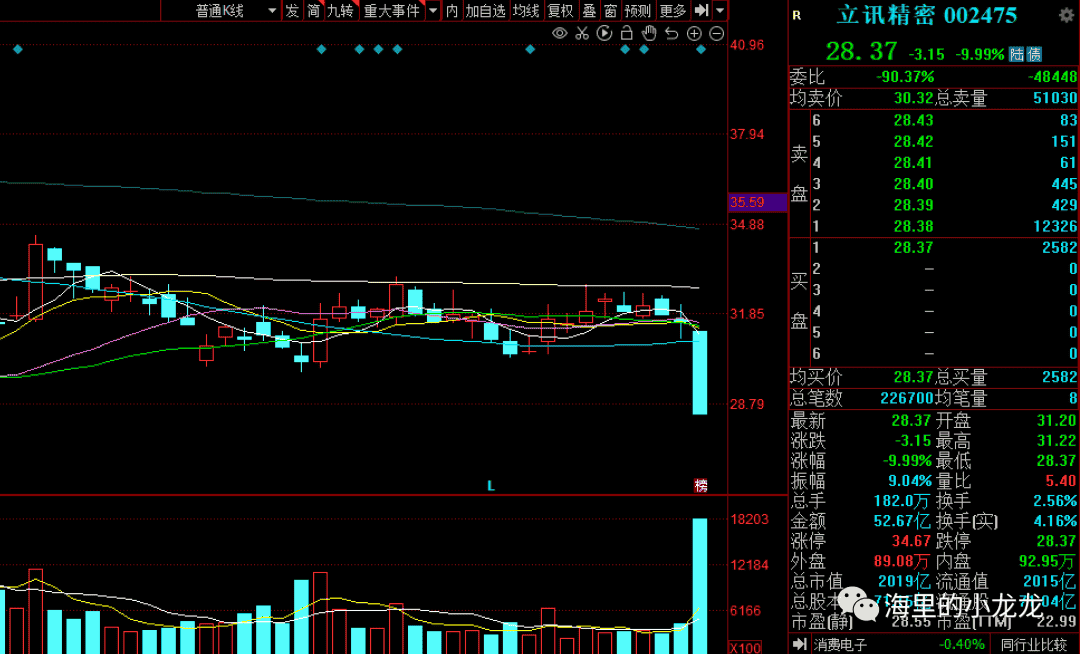 普通K线 发 简 九转 重大事件 内 加自选 均线 复权 叠 窗 预测 更多
40.96
37.94
35.59
34.88
31.85
28.79
L
榜
18203
12184
6166
X100
R 立讯精密 002475
28.37 -3.15 -9.99% 陆 债
委比 -90.37% -48448
均卖价 30.32 总卖量 51030
卖盘
6 28.43 83
5 28.42 151
4 28.41 61
3 28.40 445
2 28.39 429
1 28.38 12326
买盘
1 28.37 2582
2 – 0
3 – 0
4 – 0
5 – 0
6 – 0
均买价 28.37 总买量 2582
总笔数 226700 均笔量 8
最新 28.37 开盘 31.20
涨跌 -3.15 最高 31.22
涨幅 -9.99% 最低 28.37
振幅 9.04% 量比 5.40
总手 182.0万 换手 2.56%
金额 52.67亿 换手(实) 4.16%
涨停 34.67 跌停 28.37
外盘 89.08万 内盘 92.95万
总市值 2019亿 流通值 2015亿
总股本
市盈(静) 28.55 市盈(TTM) 22.99
海里的小龙龙
消费电子 -0.40% 同行业比较